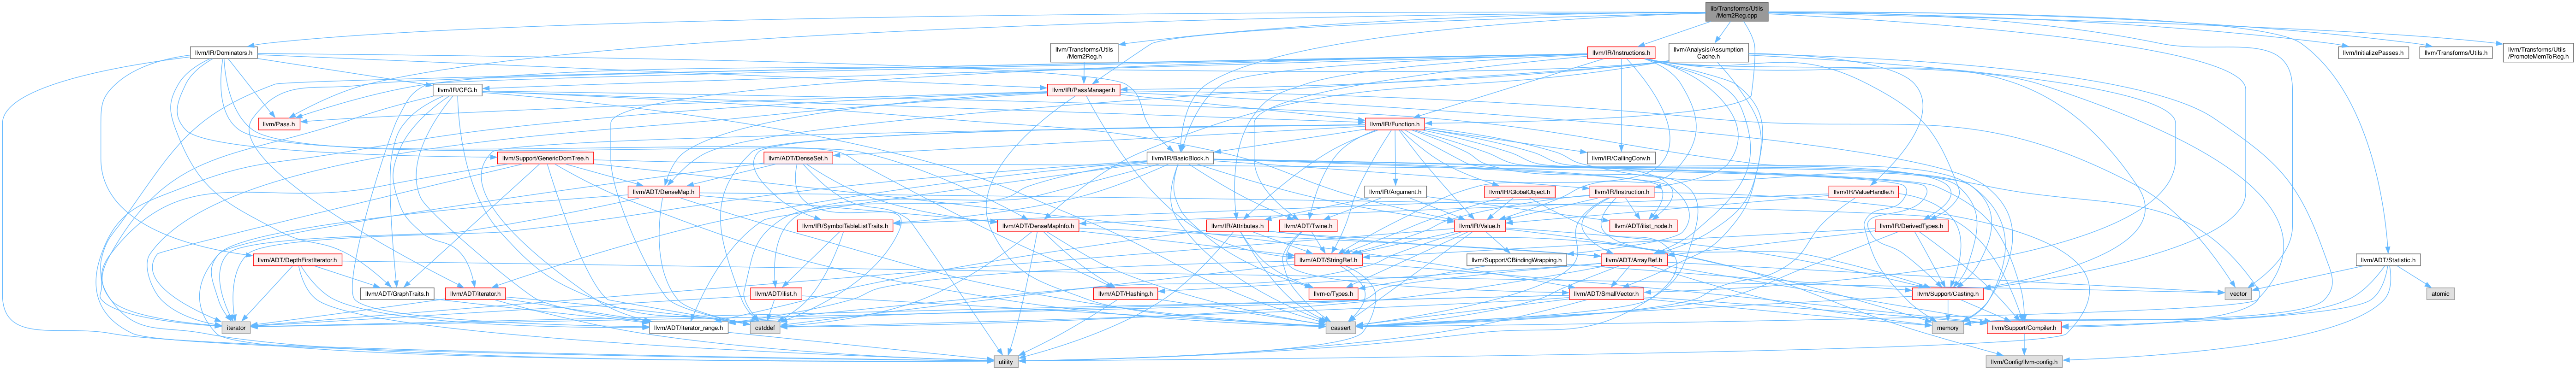 lib/Transforms/Utils
/Mem2Reg.cpp
llvm/IR/Dominators.h
llvm/Transforms/Utils
/Mem2Reg.h
llvm/IR/Instructions.h
llvm/Analysis/Assumption
Cache.h
llvm/InitializePasses.h
llvm/Transforms/Utils.h
llvm/Transforms/Utils
/PromoteMemToReg.h
llvm/IR/CFG.h
llvm/IR/PassManager.h
llvm/Pass.h
llvm/IR/Function.h
llvm/Support/GenericDomTree.h
llvm/ADT/DenseSet.h
llvm/IR/BasicBlock.h
llvm/IR/CallingConv.h
llvm/ADT/DenseMap.h
llvm/IR/Argument.h
llvm/IR/GlobalObject.h
llvm/IR/Instruction.h
llvm/IR/ValueHandle.h
llvm/IR/SymbolTableListTraits.h
llvm/ADT/DenseMapInfo.h
llvm/IR/Attributes.h
llvm/ADT/Twine.h
llvm/IR/Value.h
llvm/ADT/ilist_node.h
llvm/IR/DerivedTypes.h
llvm/ADT/DepthFirstIterator.h
llvm/ADT/StringRef.h
llvm/Support/CBindingWrapping.h
llvm/ADT/ArrayRef.h
llvm/ADT/Statistic.h
llvm/ADT/GraphTraits.h
llvm/ADT/iterator.h
llvm/ADT/ilist.h
llvm/ADT/Hashing.h
llvm-c/Types.h
llvm/ADT/SmallVector.h
llvm/Support/Casting.h
vector
atomic
iterator
llvm/ADT/iterator_range.h
cstddef
cassert
memory
llvm/Support/Compiler.h
utility
llvm/Config/llvm-config.h